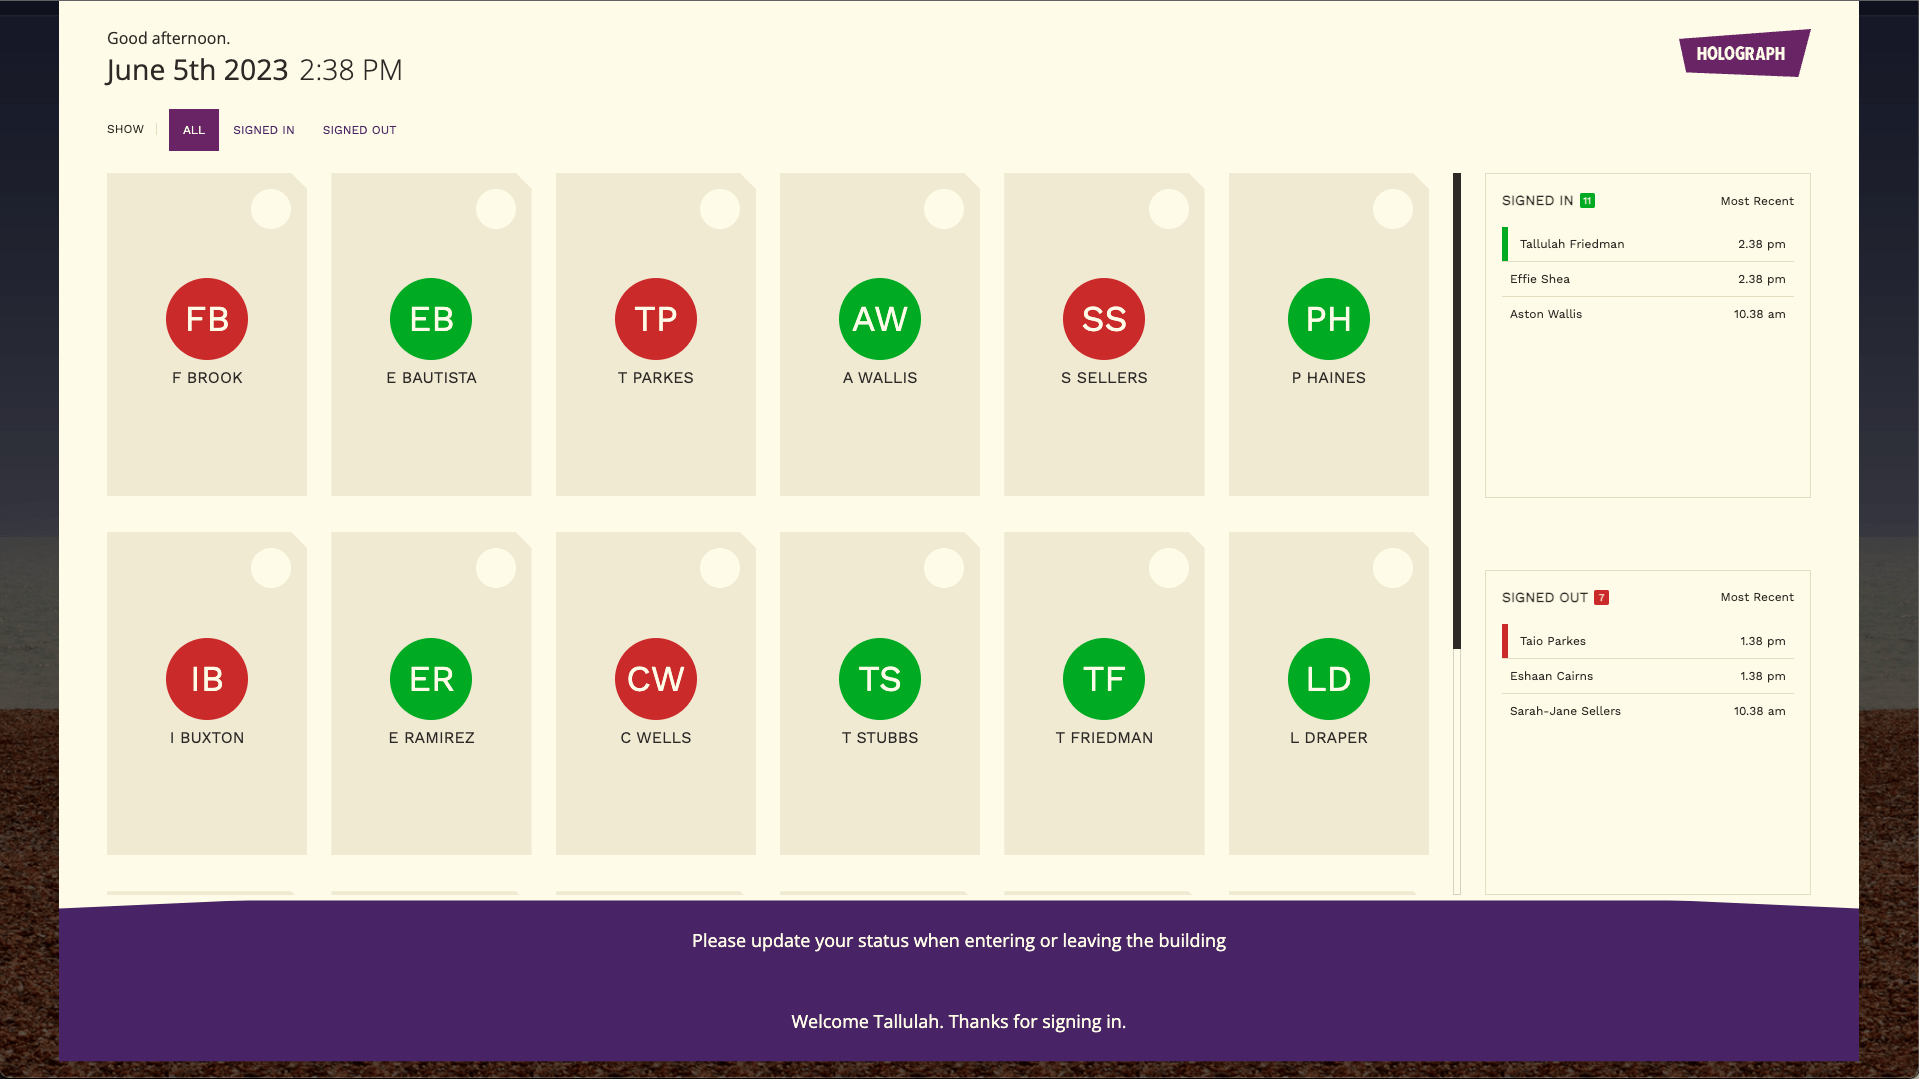 Good afternoon.
June 5th 2023 2:38 PM
HOLOGRAPH
SHOW ALL SIGNED IN SIGNED OUT
FB EB TP AW SS PH
F BROOK E BAUTISTA T PARKES A WALLIS S SELLERS P HAINES
IB ER CW TS TF LD
I BUXTON E RAMIREZ C WELLS T STUBBS T FRIEDMAN L DRAPER
SIGNED IN 11 Most Recent
Tallulah Friedman 2.38 pm
Effie Shea 2.38 pm
Aston Wallis 10.38 am
SIGNED OUT 7 Most Recent
Taio Parkes 1.38 pm
Eshaan Cairns 1.38 pm
Sarah-Jane Sellers 10.38 am
Please update your status when entering or leaving the building
Welcome Tallulah. Thanks for signing in.